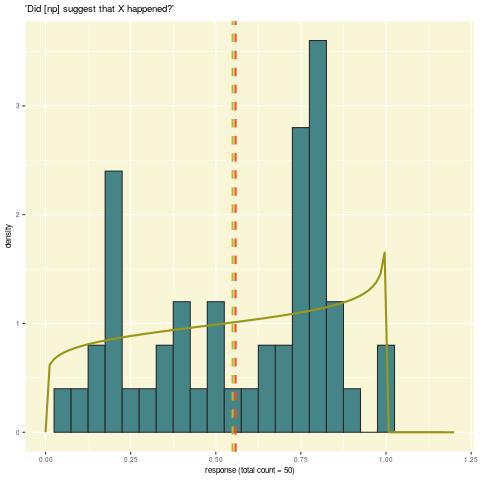 'Did [np] suggest that X happened?'
density
3
2
1
0
0.00 0.25 0.50 0.75 1.00 1.25
response (total count = 50)